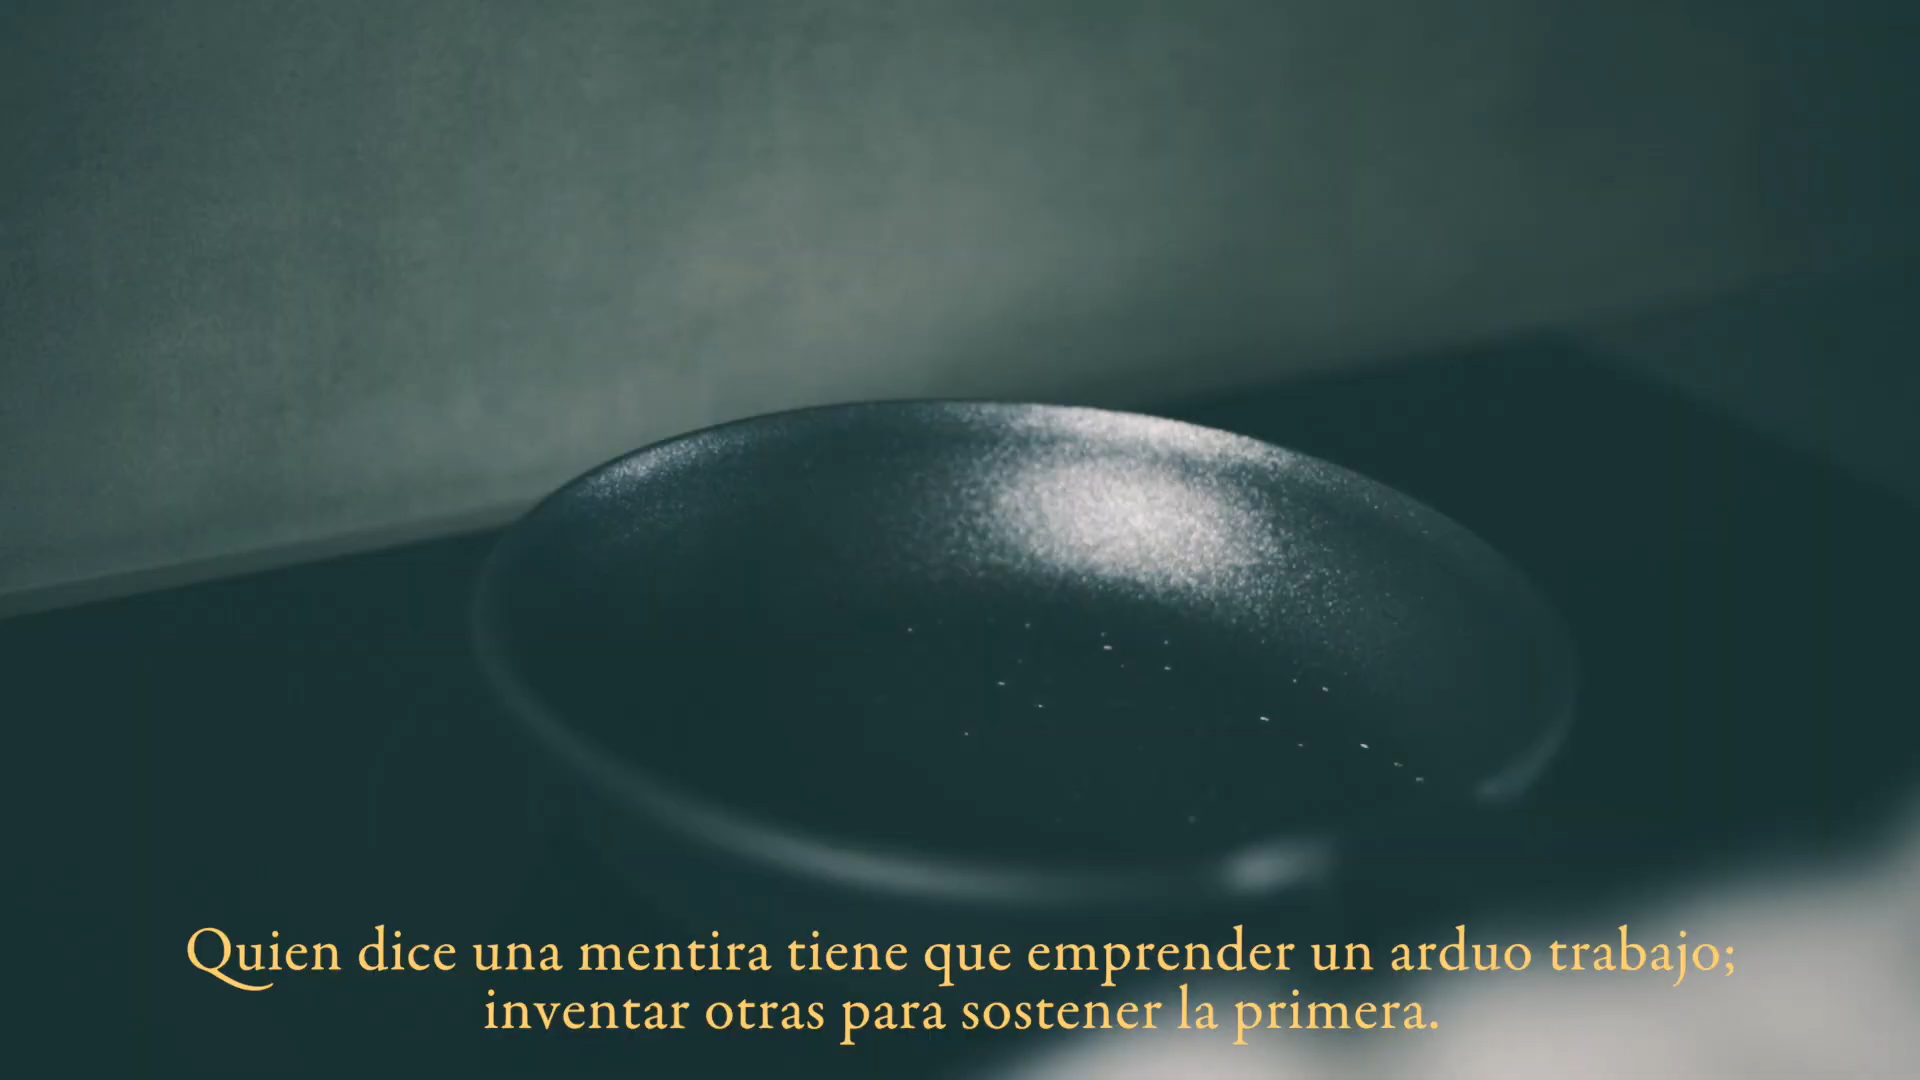 Quien dice una mentira tiene que emprender un arduo trabajo;
inventar otras para sostener la primera.